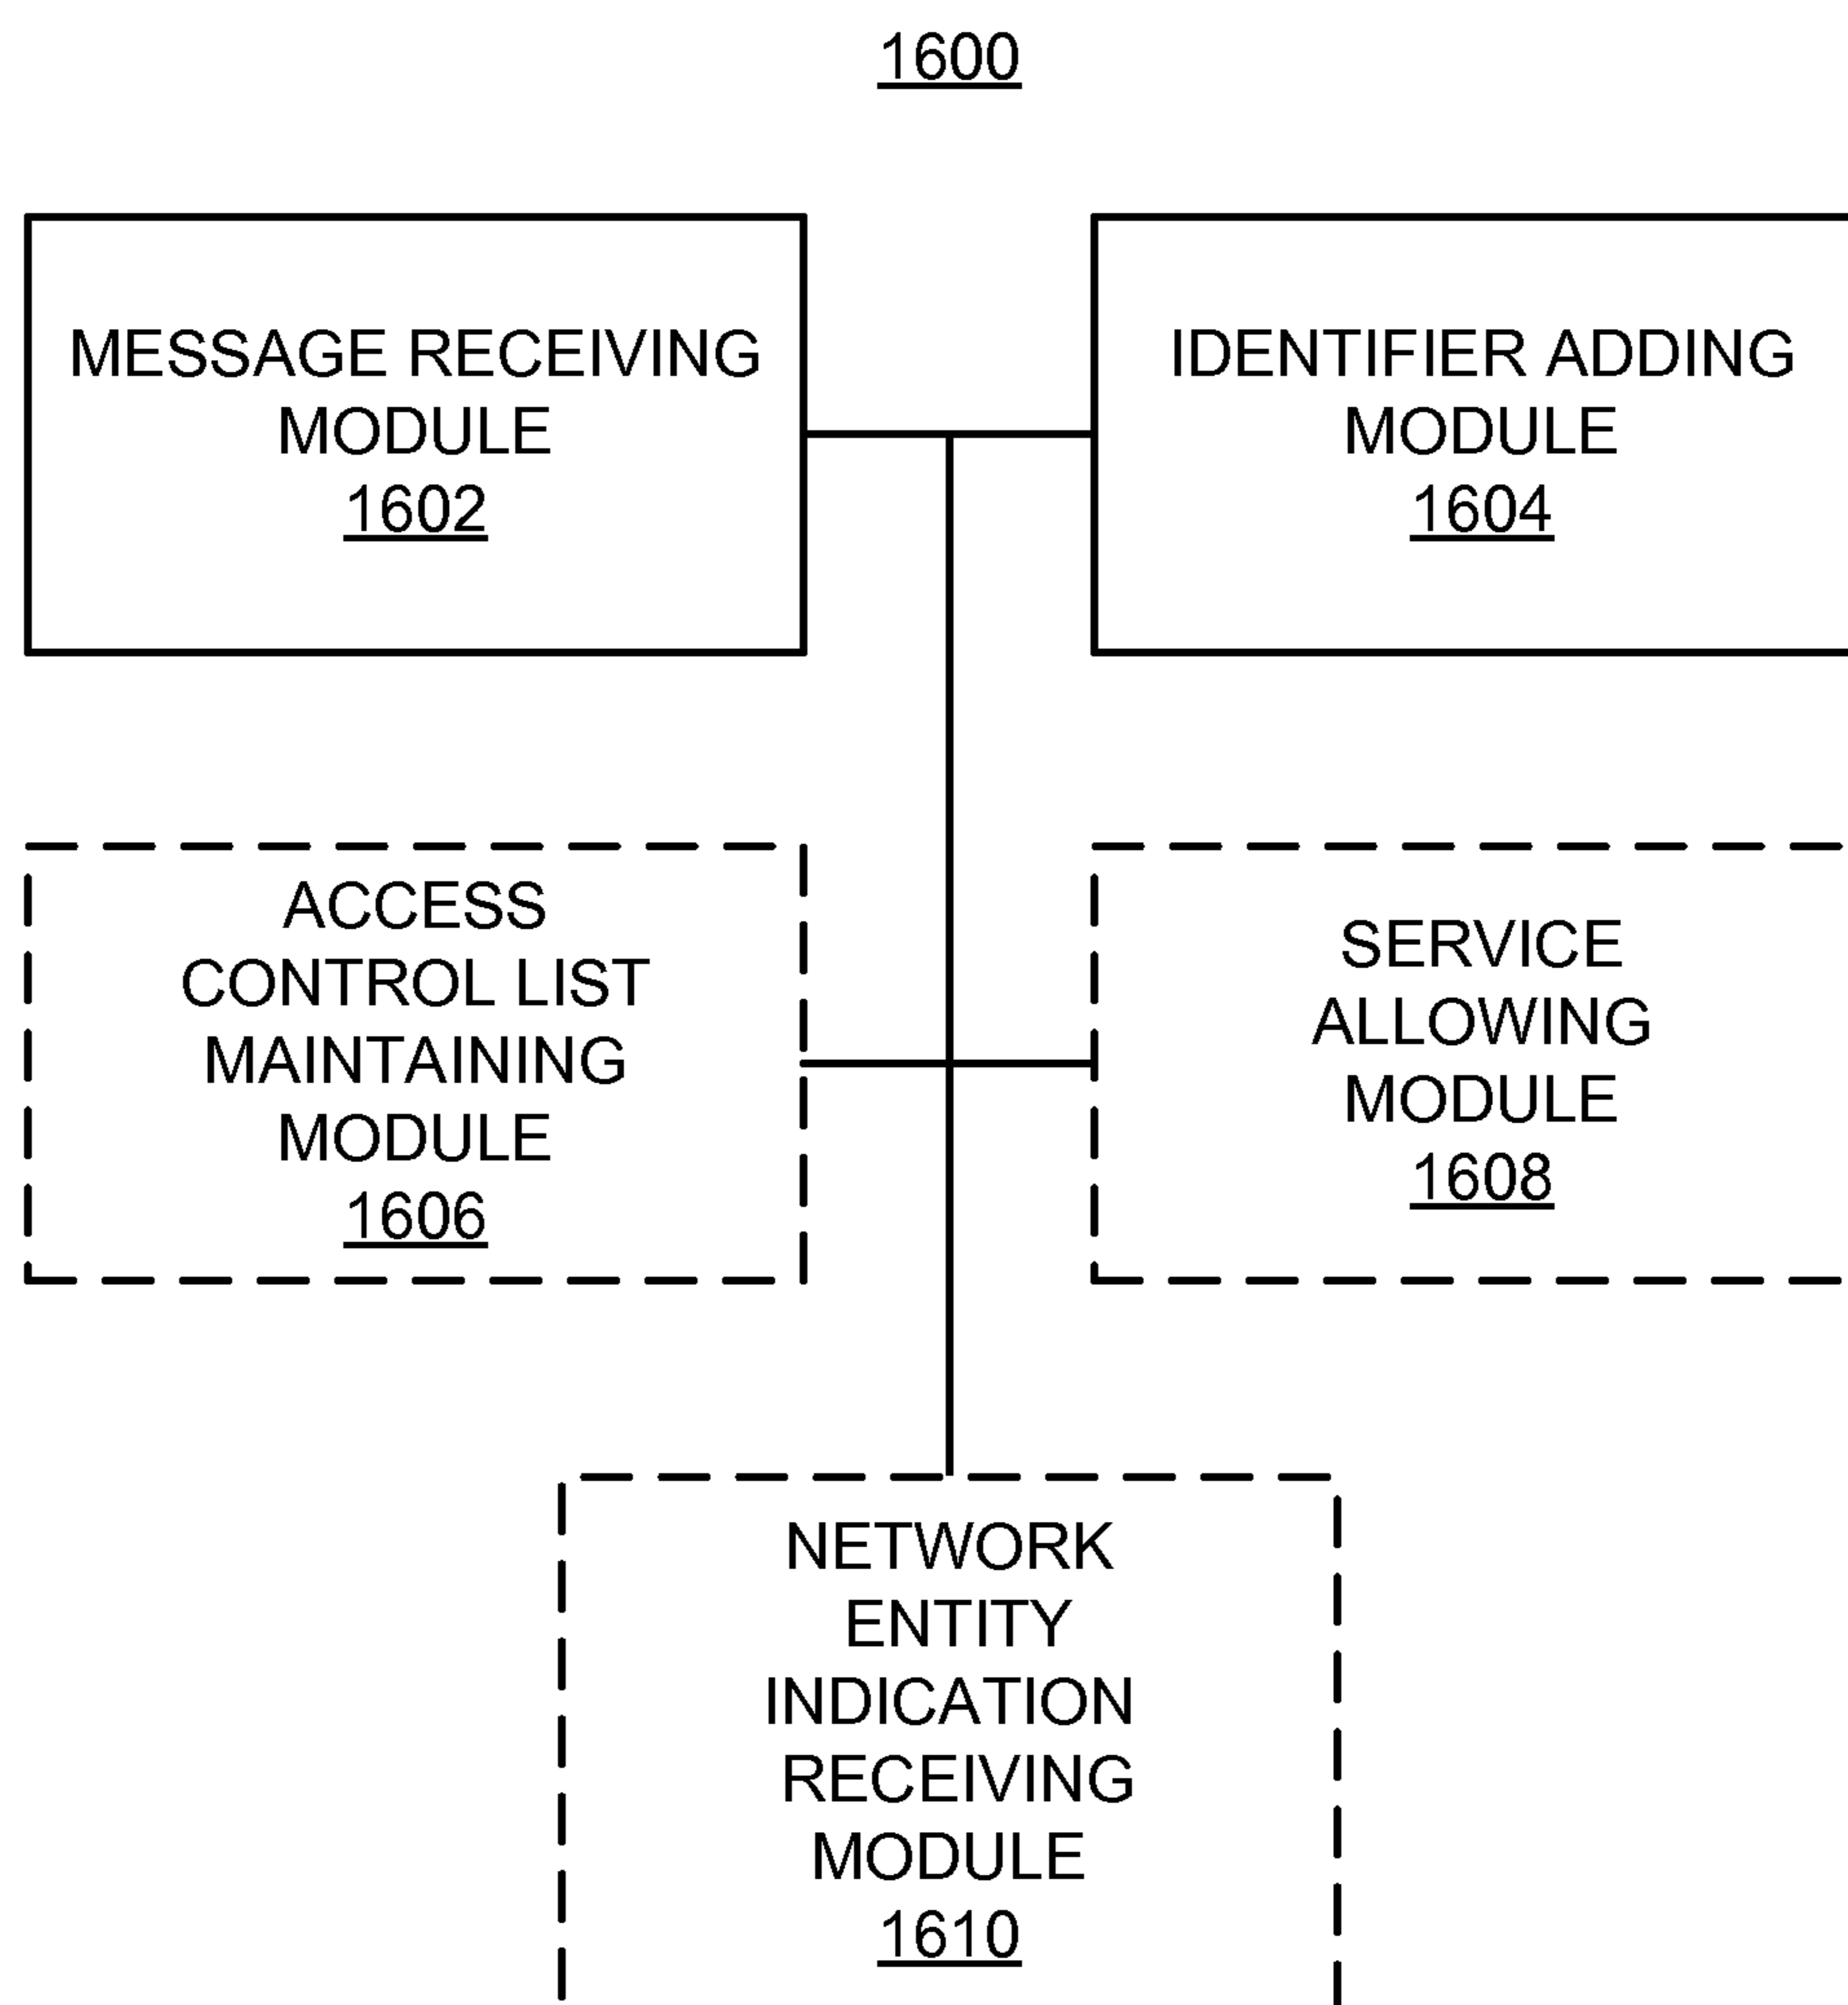 1600
MESSAGE RECEIVING
MODULE
1602
IDENTIFIER ADDING
MODULE
1604
ACCESS
CONTROL LIST
MAINTAINING
MODULE
1606
SERVICE
ALLOWING
MODULE
1608
NETWORK
ENTITY
INDICATION
RECEIVING
MODULE
1610